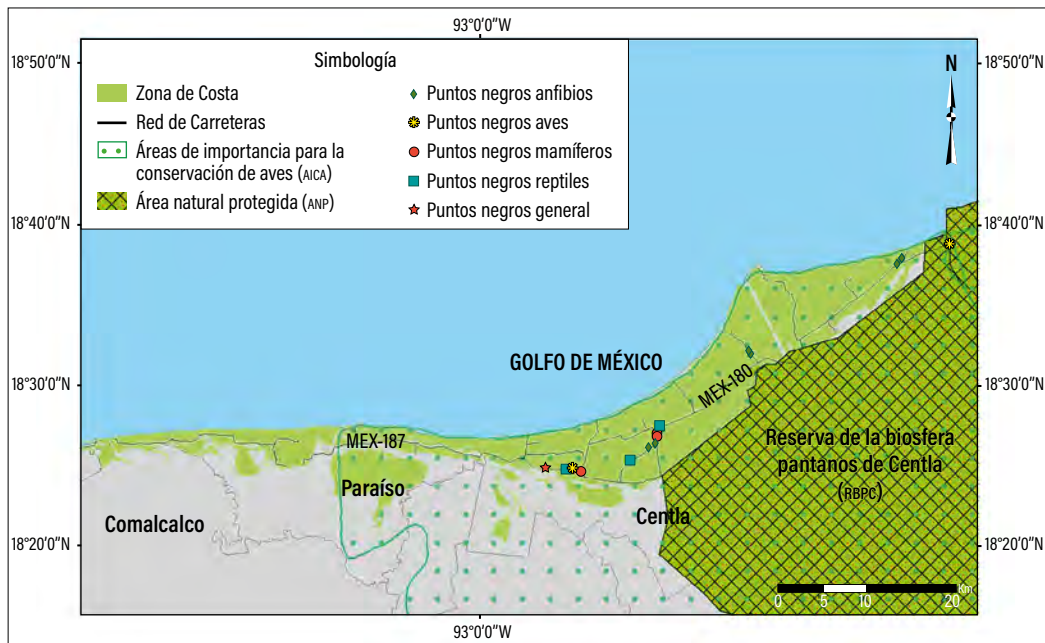 93°0'0"W
18°50'0"N
18°50'0"N
Simbología
Zona de Costa
Red de Carreteras
Áreas de importancia para la
conservación de aves (AICA)
Área natural protegida (ANP)
Puntos negros anfibios
Puntos negros aves
Puntos negros mamíferos
Puntos negros reptiles
Puntos negros general
N
18°40'0"N
18°40'0"N
GOLFO DE MÉXICO
18°30'0"N
18°30'0"N
MEX-180
MEX-187
Reserva de la biosfera
pantanos de Centla
(RBPC)
Paraíso
Centla
Comalcalco
18°20'0"N
18°20'0"N
Km
0 5 10 20
93°0'0"W